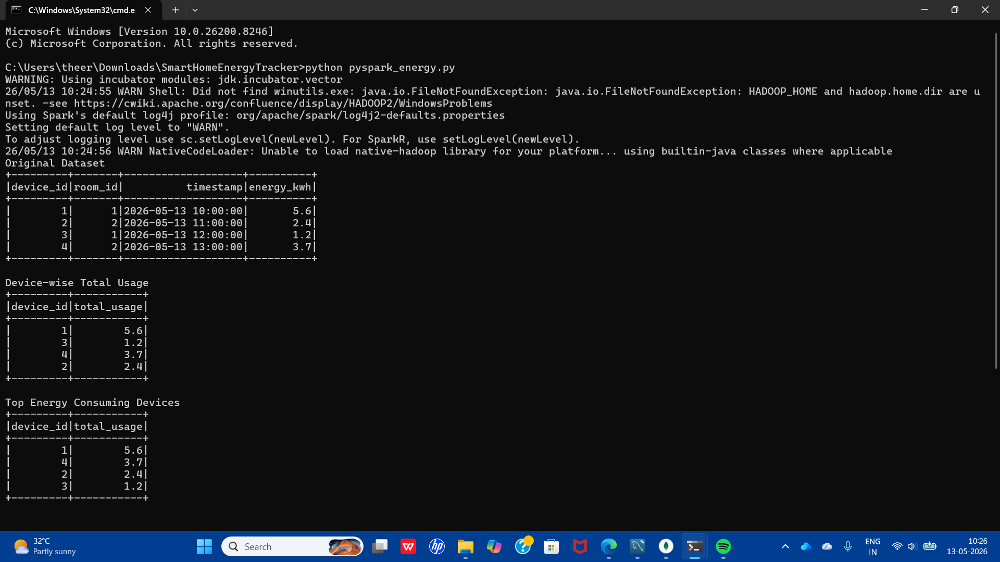 C:\Windows\System32\cmd.e
Microsoft Windows [Version 10.0.26200.8246]
(c) Microsoft Corporation. All rights reserved.
C:\Users\theer\Downloads\SmartHomeEnergyTracker>python pyspark_energy.py
WARNING: Using incubator modules: jdk.incubator.vector
26/05/13 10:24:55 WARN Shell: Did not find winutils.exe: java.io.FileNotFoundException: java.io.FileNotFoundException: HADOOP_HOME and hadoop.home.dir are u
nset. -see https://cwiki.apache.org/confluence/display/HADOOP2/WindowsProblems
Using Spark's default log4j profile: org/apache/spark/log4j2-defaults.properties
Setting default log level to "WARN".
To adjust logging level use sc.setLogLevel(newLevel). For SparkR, use setLogLevel(newLevel).
26/05/13 10:24:56 WARN NativeCodeLoader: Unable to load native-hadoop library for your platform... using builtin-java classes where applicable
Original Dataset
+---------+-------+-------------------+----------+
|device_id|room_id|          timestamp|energy_kwh|
+---------+-------+-------------------+----------+
|        1|      1|2026-05-13 10:00:00|       5.6|
|        2|      2|2026-05-13 11:00:00|       2.4|
|        3|      1|2026-05-13 12:00:00|       1.2|
|        4|      2|2026-05-13 13:00:00|       3.7|
+---------+-------+-------------------+----------+
Device-wise Total Usage
+---------+-----------+
|device_id|total_usage|
+---------+-----------+
|        1|        5.6|
|        3|        1.2|
|        4|        3.7|
|        2|        2.4|
+---------+-----------+
Top Energy Consuming Devices
+---------+-----------+
|device_id|total_usage|
+---------+-----------+
|        1|        5.6|
|        4|        3.7|
|        2|        2.4|
|        3|        1.2|
+---------+-----------+
32°C
Partly sunny
Search
ENG
IN
10:26
13-05-2026